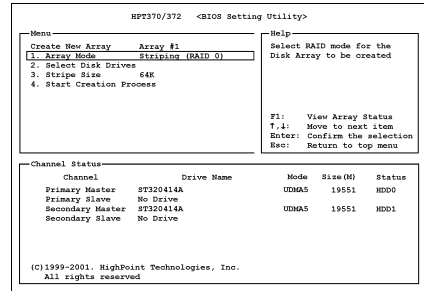 HPT370/372 <BIOS Setting Utility>
Menu
Create New Array Array #1
1. Array Mode Striping (RAID 0)
2. Select Disk Drives
3. Stripe Size 64K
4. Start Creation Process
Help
Select RAID mode for the
Disk Array to be created
F1: View Array Status
↑,↓: Move to next item
Enter: Confirm the selection
Esc: Return to top menu
Channel Status
Channel Drive Name Mode Size(M) Status
Primary Master ST320414A UDMA5 19551 HDD0
Primary Slave No Drive
Secondary Master ST320414A UDMA5 19551 HDD1
Secondary Slave No Drive
(C)1999-2001. HighPoint Technologies, Inc.
All rights reserved